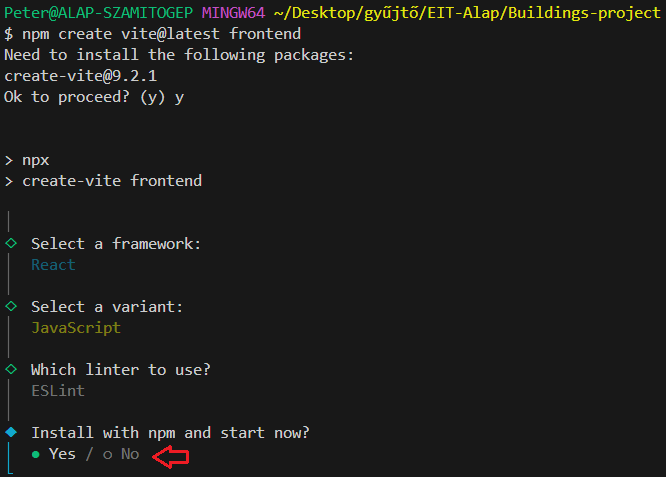 Peter@ALAP-SZAMITOGEP MINGW64 ~/Desktop/gyűjtő/EIT-Alap/Buildings-project
$ npm create vite@latest frontend
Need to install the following packages:
create-vite@9.2.1
Ok to proceed? (y) y
> npx
> create-vite frontend
Select a framework:
React
Select a variant:
JavaScript
Which linter to use?
ESLint
Install with npm and start now?
● Yes / o No